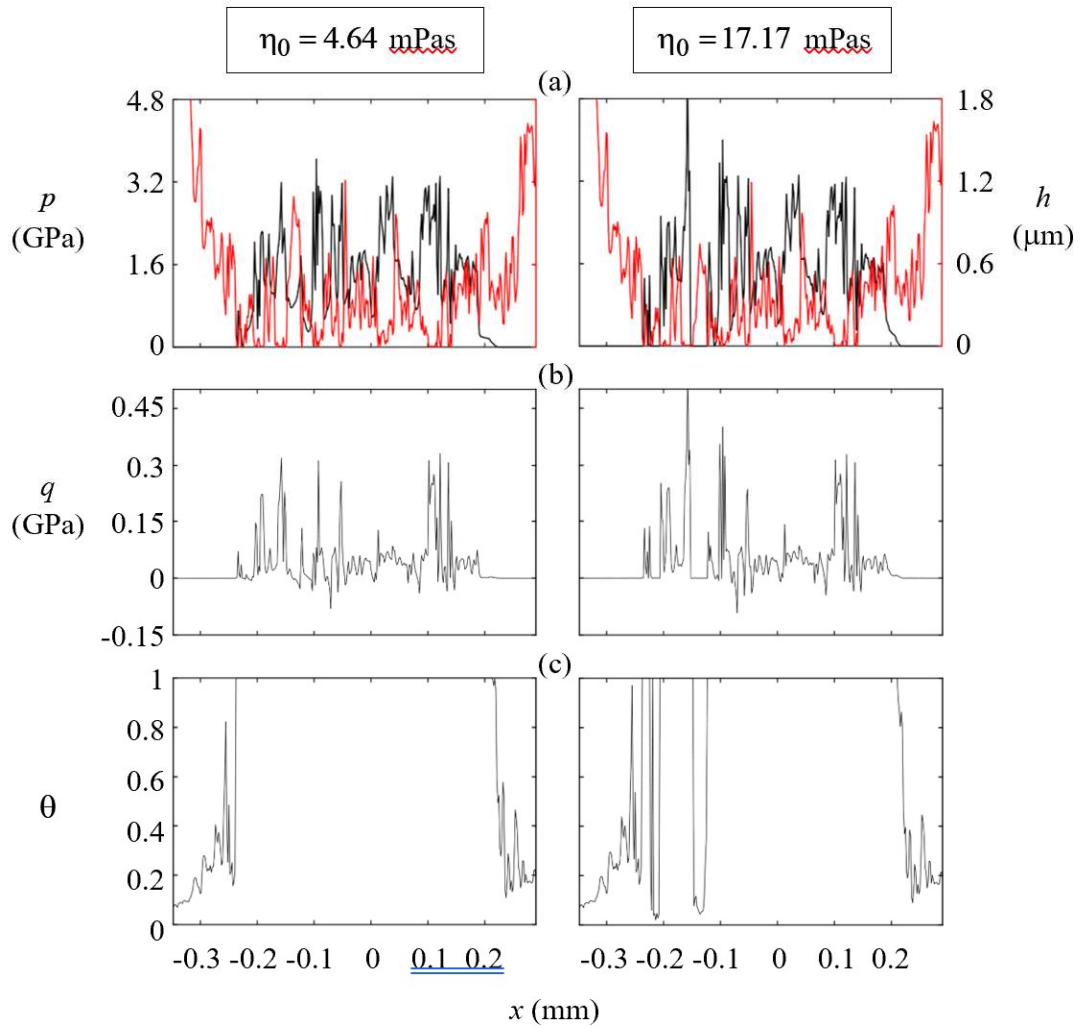 η0 = 4.64 mPas
η0 = 17.17 mPas
(a)
4.8
3.2
1.6
0
p
(GPa)
1.8
1.2
0.6
0
h
(μm)
(b)
0.45
0.3
0.15
0
-0.15
q
(GPa)
(c)
1
0.8
0.6
0.4
0.2
0
θ
-0.3 -0.2 -0.1 0 0.1 0.2
-0.3 -0.2 -0.1 0 0.1 0.2
x (mm)